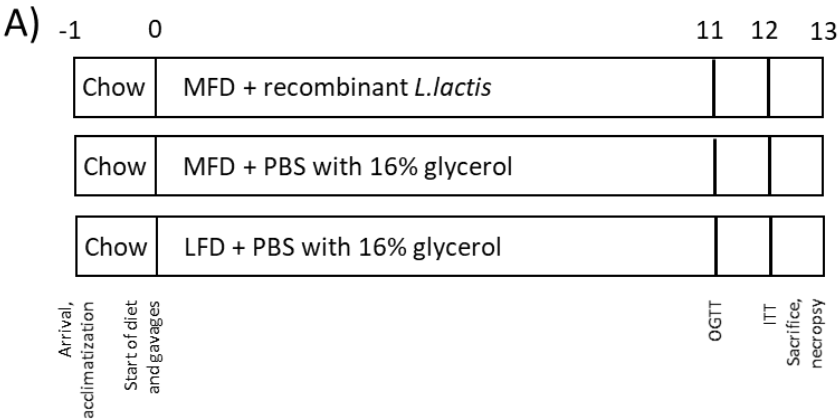 A) -1 0 11 12 13
Chow MFD + recombinant L.lactis
Chow MFD + PBS with 16% glycerol
Chow LFD + PBS with 16% glycerol
Arrival,
acclimatization
Start of diet
and gavages
OGTT
ITT
Sacrifice,
necropsy